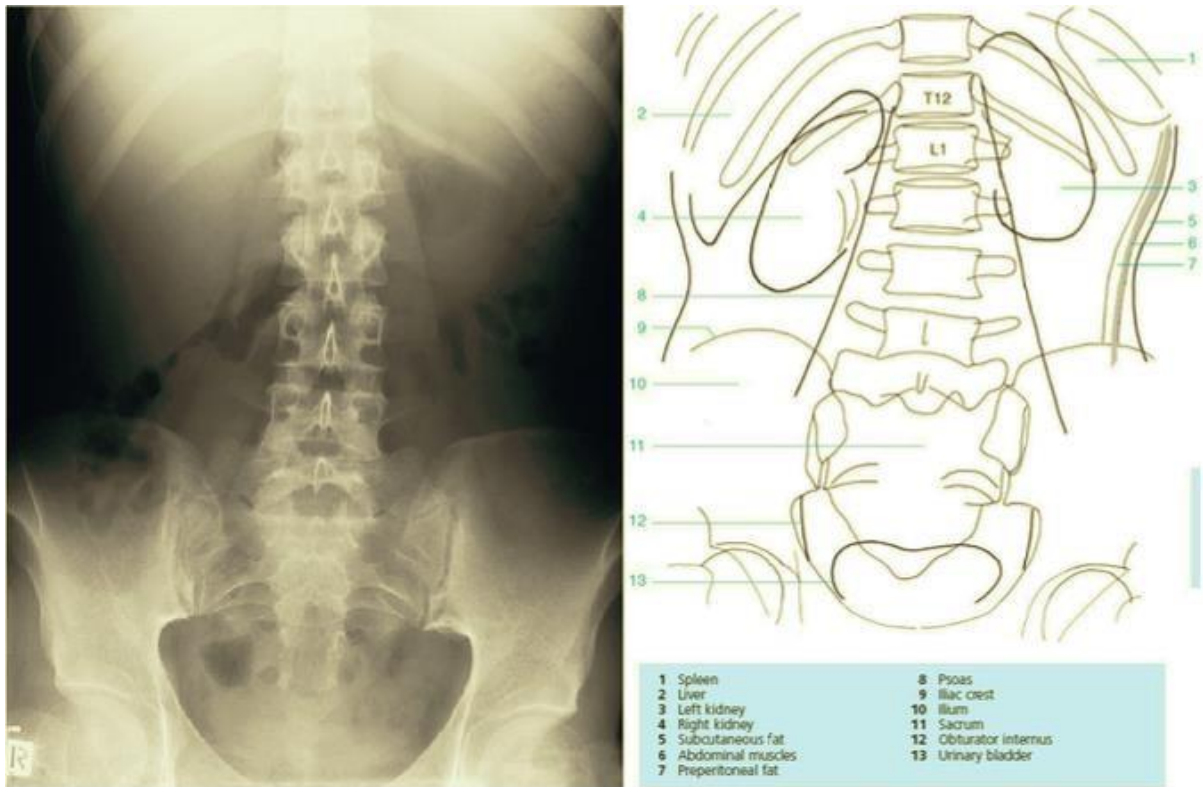 1
T12
2
L1
3
4
5
6
7
8
9
10
11
12
13
R
1 Spleen
2 Liver
3 Left kidney
4 Right kidney
5 Subcutaneous fat
6 Abdominal muscles
7 Preperitoneal fat
8 Psoas
9 Iliac crest
10 Ilium
11 Sacrum
12 Obturator internus
13 Urinary bladder